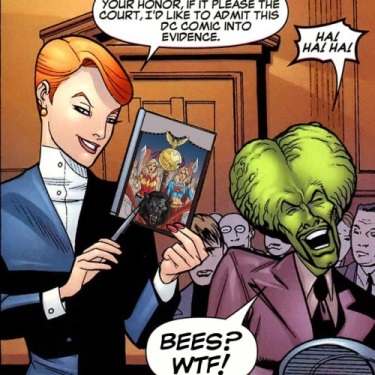 YOUR HONOR, IF IT PLEASE THE
COURT, I'D LIKE TO ADMIT THIS
DC COMIC INTO
EVIDENCE.
HA!
HA! HA!
BEES?
WTF!